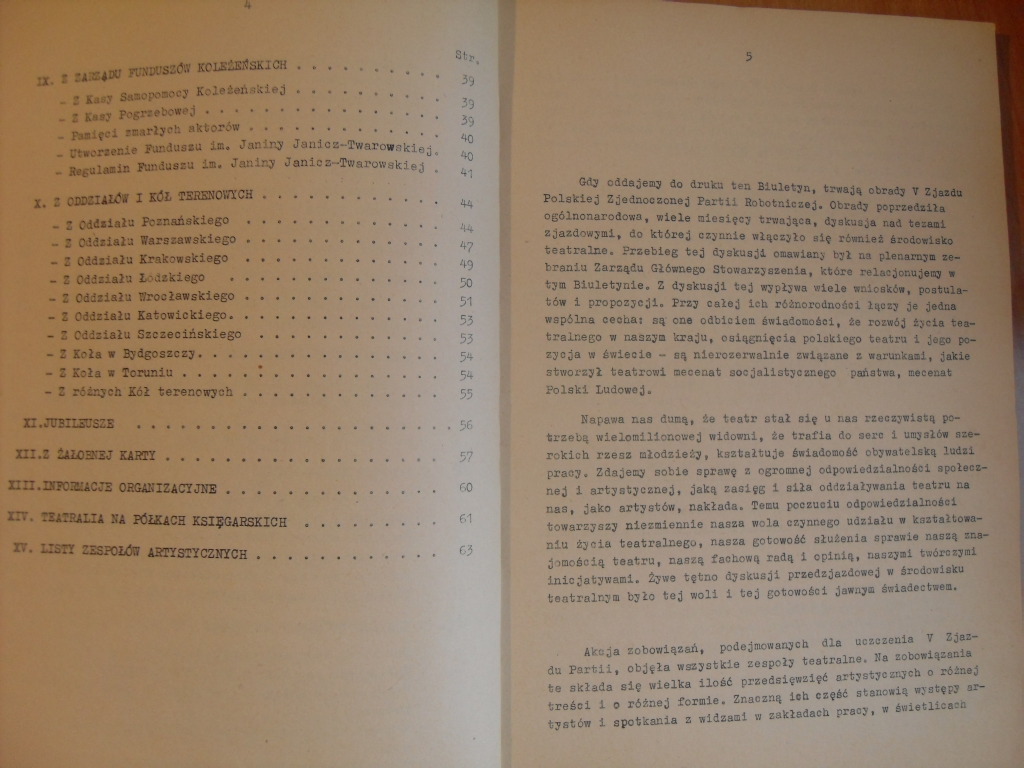 4
Str.
IX. Z ZARZĄDU FUNDUSZÓW KOLEŻEŃSKICH . . . . . . . . . . 39
- Z Kasy Samopomocy Koleżeńskiej . . . . . . . . . . 39
- Z Kasy Pogrzebowej . . . . . . . . . . . . . . . 39
- Pamięci zmarłych aktorów . . . . . . . . . . . . 40
- Utworzenie Funduszu im. Janiny Janicz-Twarowskiej. 40
- Regulamin Funduszu im. Janiny Janicz-Twarowskiej . 41
X. Z ODDZIAŁÓW I KÓŁ TERENOWYCH . . . . . . . . . . . 44
- Z Oddziału Poznańskiego . . . . . . . . . . . . 44
- Z Oddziału Warszawskiego . . . . . . . . . . . . 47
- Z Oddziału Krakowskiego . . . . . . . . . . . . 49
- Z Oddziału Łódzkiego . . . . . . . . . . . . . 50
- Z Oddziału Wrocławskiego . . . . . . . . . . . . 51
- Z Oddziału Katowickiego. . . . . . . . . . . . . 53
- Z Oddziału Szczecińskiego . . . . . . . . . . . 53
- Z Koła w Bydgoszczy. . . . . . . . . . . . . . . 54
- Z Koła w Toruniu . . . . . . . . . . . . . . . . 54
- Z różnych Kół terenowych . . . . . . . . . . . . 55
XI.JUBILEUSZE . . . . . . . . . . . . . . . . . . . 56
XII.Z ŻAŁOBNEJ KARTY . . . . . . . . . . . . . . . . 57
XIII.INFORMACJE ORGANIZACYJNE . . . . . . . . . . . . 60
XIV. TEATRALIA NA PÓŁKACH KSIĘGARSKICH . . . . . . . . 61
XV. LISTY ZESPOŁÓW ARTYSTYCZNYCH . . . . . . . . . . . 63
5
Gdy oddajemy do druku ten Biuletyn, trwają obrady V Zjazdu
Polskiej Zjednoczonej Partii Robotniczej. Obrady poprzedziła
ogólnonarodowa, wiele miesięcy trwająca, dyskusja nad tezami
zjazdowymi, do której czynnie włączyło się również środowisko
teatralne. Przebieg tej dyskusji omawiany był na plenarnym ze-
braniu Zarządu Głównego Stowarzyszenia, które relacjonujemy w
tym Biuletynie. Z dyskusji tej wypływa wiele wniosków, postula-
tów i propozycji. Przy całej ich różnorodności łączy je jedna
wspólna cecha: są one odbiciem świadomości, że rozwój życia tea-
tralnego w naszym kraju, osiągnięcia polskiego teatru i jego po-
zycja w świecie - są nierozerwalnie związane z warunkami, jakie
stworzył teatrowi mecenat socjalistycznego państwa, mecenat
Polski Ludowej.
Napawa nas dumą, że teatr stał się u nas rzeczywistą po-
trzebą wielomilionowej widowni, że trafia do serc i umysłów sze-
rokich rzesz młodzieży, kształtuje świadomość obywatelską ludzi
pracy. Zdajemy sobie sprawę z ogromnej odpowiedzialności społecz-
nej i artystycznej, jaką zasięg i siła oddziaływania teatru na
nas, jako artystów, nakłada. Temu poczuciu odpowiedzialności
towarzyszy niezmiennie nasza wola czynnego udziału w kształtowa-
niu życia teatralnego, nasza gotowość służenia sprawie naszą zna-
jomością teatru, naszą fachową radą i opinią, naszymi twórczymi
inicjatywami. Żywe tętno dyskusji przedzjazdowej w środowisku
teatralnym było tej woli i tej gotowości jawnym świadectwem.
Akcja zobowiązań, podejmowanych dla uczczenia V Zjaz-
du Partii, objęła wszystkie zespoły teatralne. Na zobowiązania
te składa się wielka ilość przedsięwzięć artystycznych o różnej
treści i o różnej formie. Znaczną ich część stanowią występy ar-
tystów i spotkania z widzami w zakładach pracy, w świetlicach